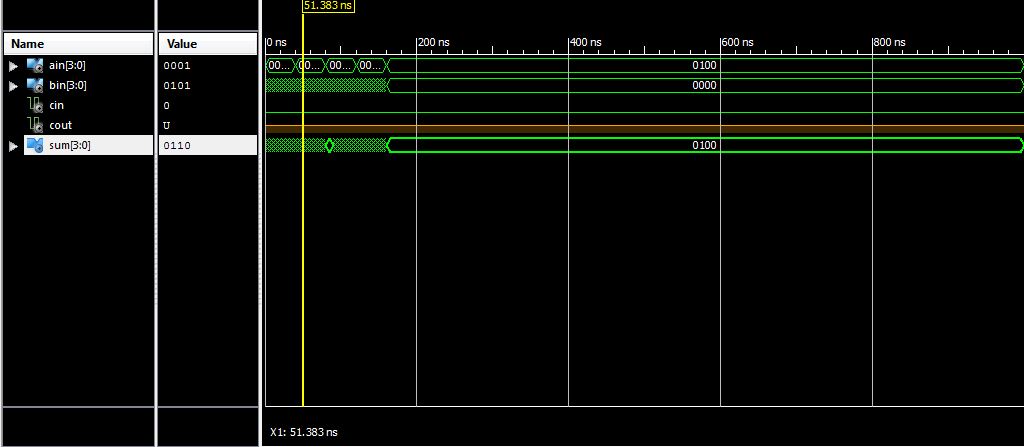 51.383 ns
Name Value
0 ns 200 ns 400 ns 600 ns 800 ns
ain[3:0] 0001 00... 00... 00... 00... 0100
bin[3:0] 0101 0000
cin 0
cout U
sum[3:0] 0110 0100
X1: 51.383 ns